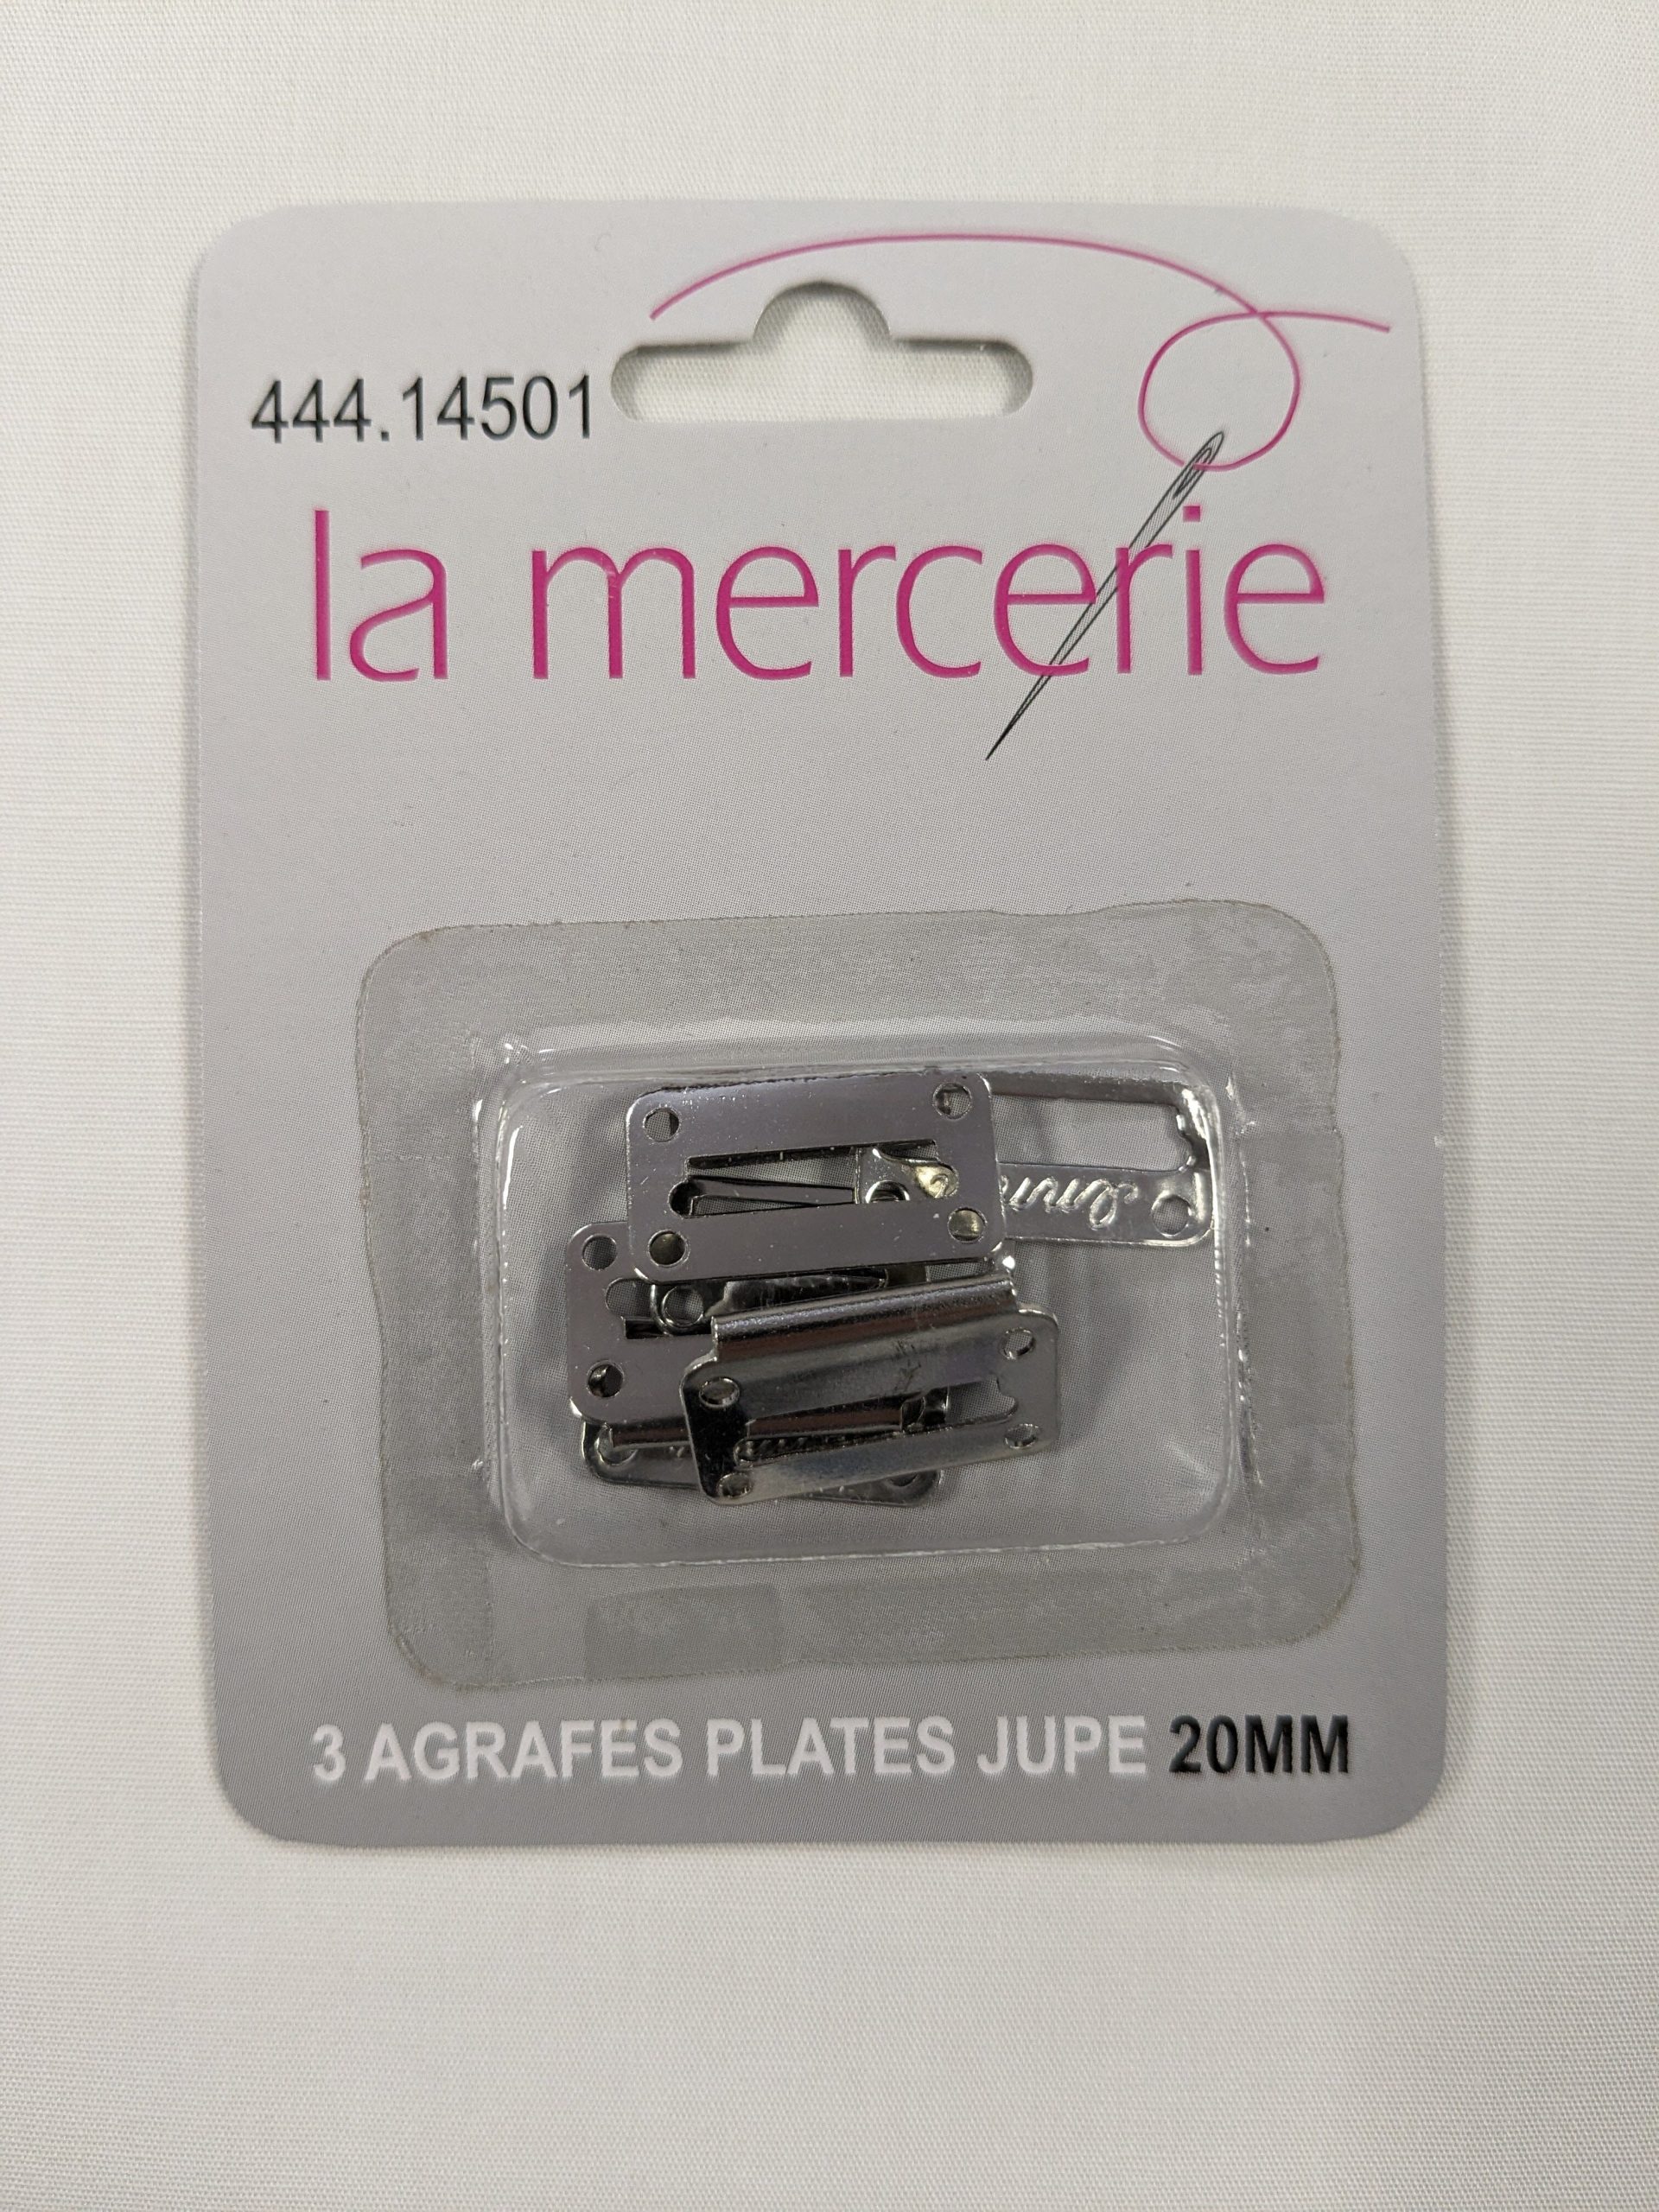 444.14501
la mercerie
3 AGRAFES PLATES JUPE 20MM